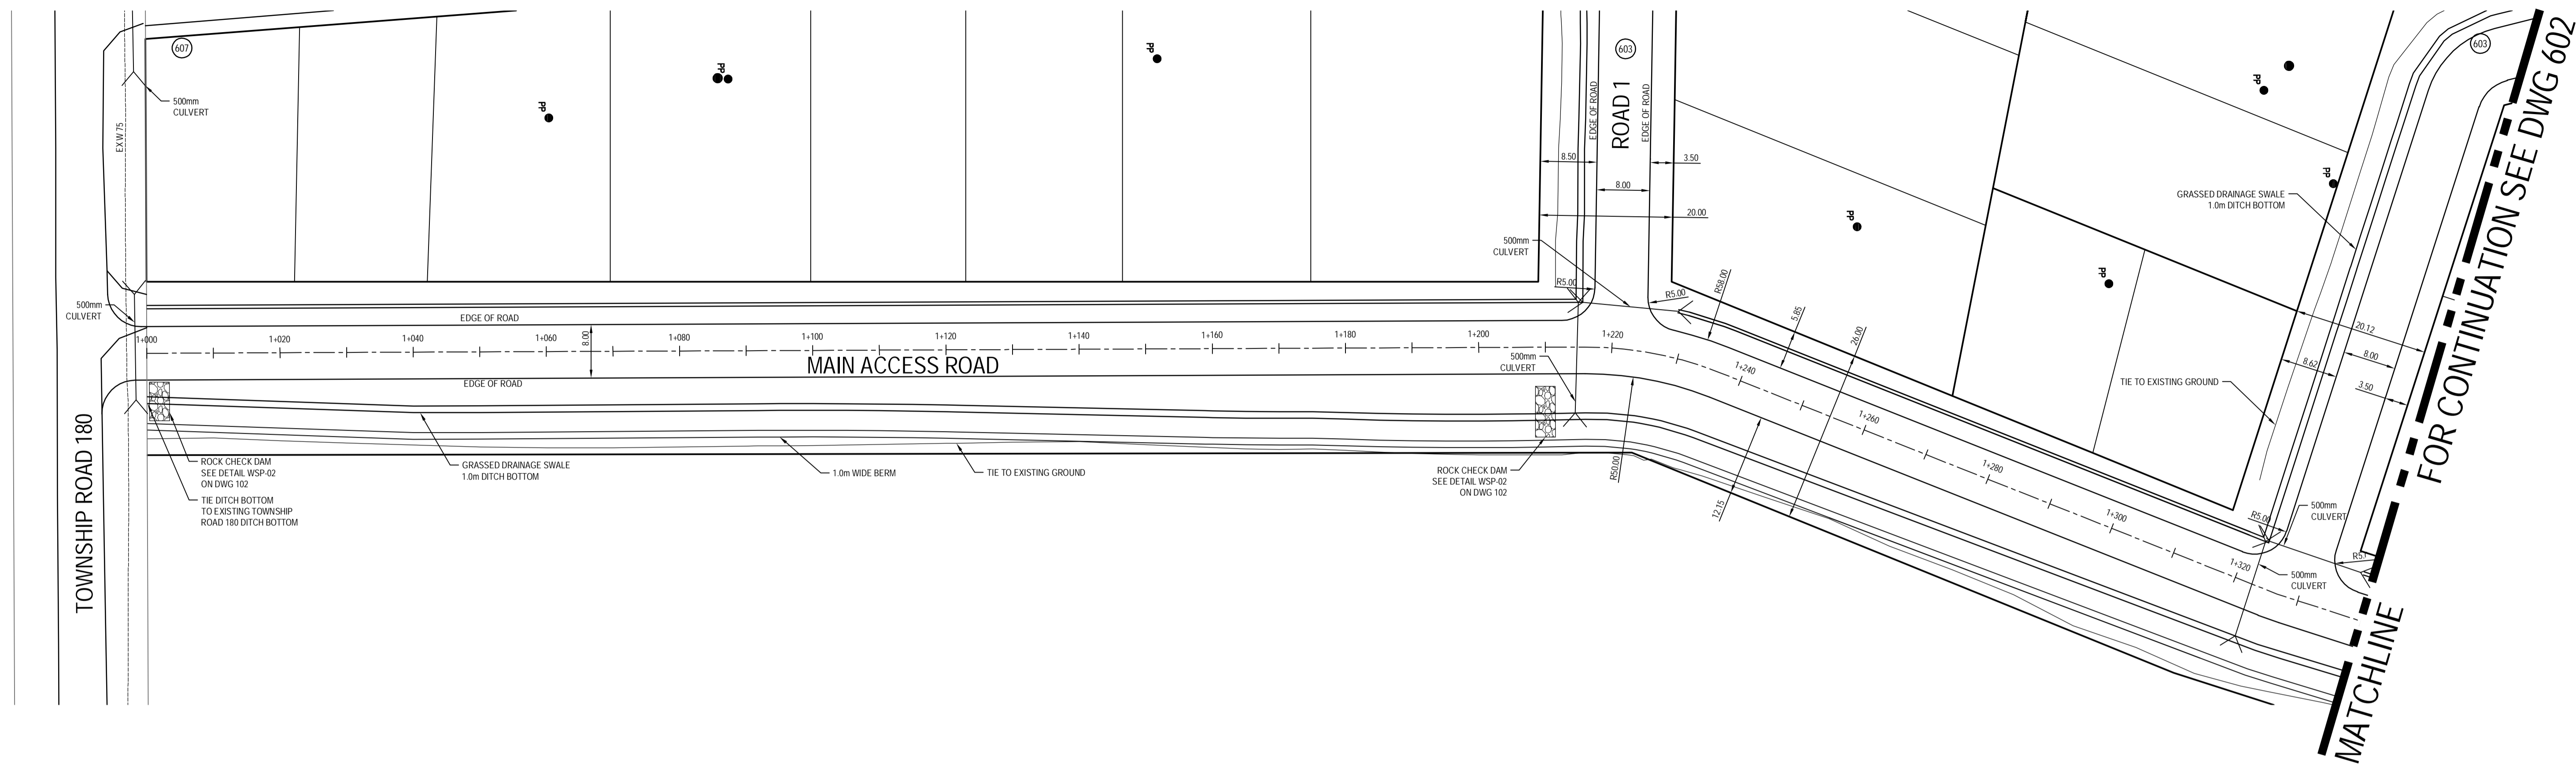 607
500mm
CULVERT
EX W 75
500mm
CULVERT
PP
PP
PP
8.50
EDGE OF ROAD
ROAD 1
603
EDGE OF ROAD
3.50
8.00
20.00
500mm
CULVERT
R5.00
R5.00
R58.00
5.85
26.00
PP
PP
PP
PP
GRASSED DRAINAGE SWALE
1.0m DITCH BOTTOM
603
TIE TO EXISTING GROUND
20.12
8.00
8.62
3.50
EDGE OF ROAD
1+000
1+020
1+040
1+060
8.00
1+080
1+100
1+120
1+140
1+160
1+180
1+200
1+220
1+240
1+260
1+280
1+300
1+320
MAIN ACCESS ROAD
EDGE OF ROAD
500mm
CULVERT
TOWNSHIP ROAD 180
ROCK CHECK DAM
SEE DETAIL WSP-02
ON DWG 102
TIE DITCH BOTTOM
TO EXISTING TOWNSHIP
ROAD 180 DITCH BOTTOM
GRASSED DRAINAGE SWALE
1.0m DITCH BOTTOM
1.0m WIDE BERM
TIE TO EXISTING GROUND
ROCK CHECK DAM
SEE DETAIL WSP-02
ON DWG 102
R50.00
12.15
R5.00
500mm
CULVERT
500mm
CULVERT
MATCHLINE
FOR CONTINUATION SEE DWG 602